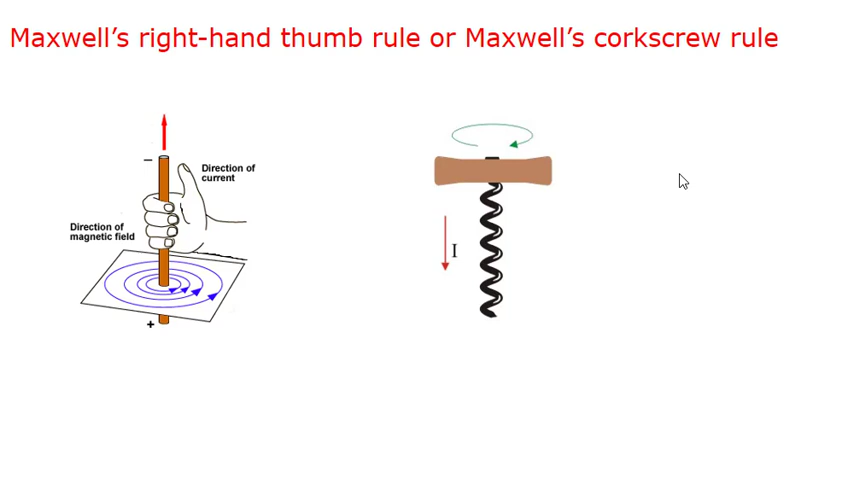 Maxwell’s right-hand thumb rule or Maxwell’s corkscrew rule
−
Direction of
current
Direction of
magnetic field
+
I